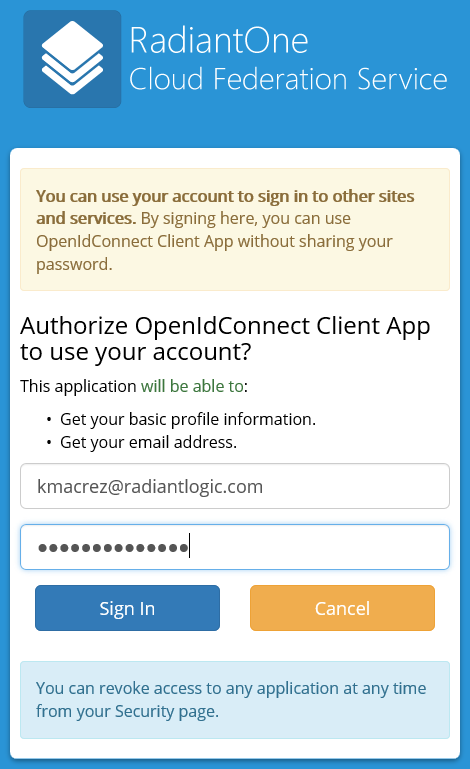 RadiantOne
Cloud Federation Service
You can use your account to sign in to other sites
and services. By signing here, you can use
OpenIdConnect Client App without sharing your
password.
Authorize OpenIdConnect Client App
to use your account?
This application will be able to:
• Get your basic profile information.
• Get your email address.
kmacrez@radiantlogic.com
●●●●●●●●●●●●●●
Sign In
Cancel
You can revoke access to any application at any time
from your Security page.